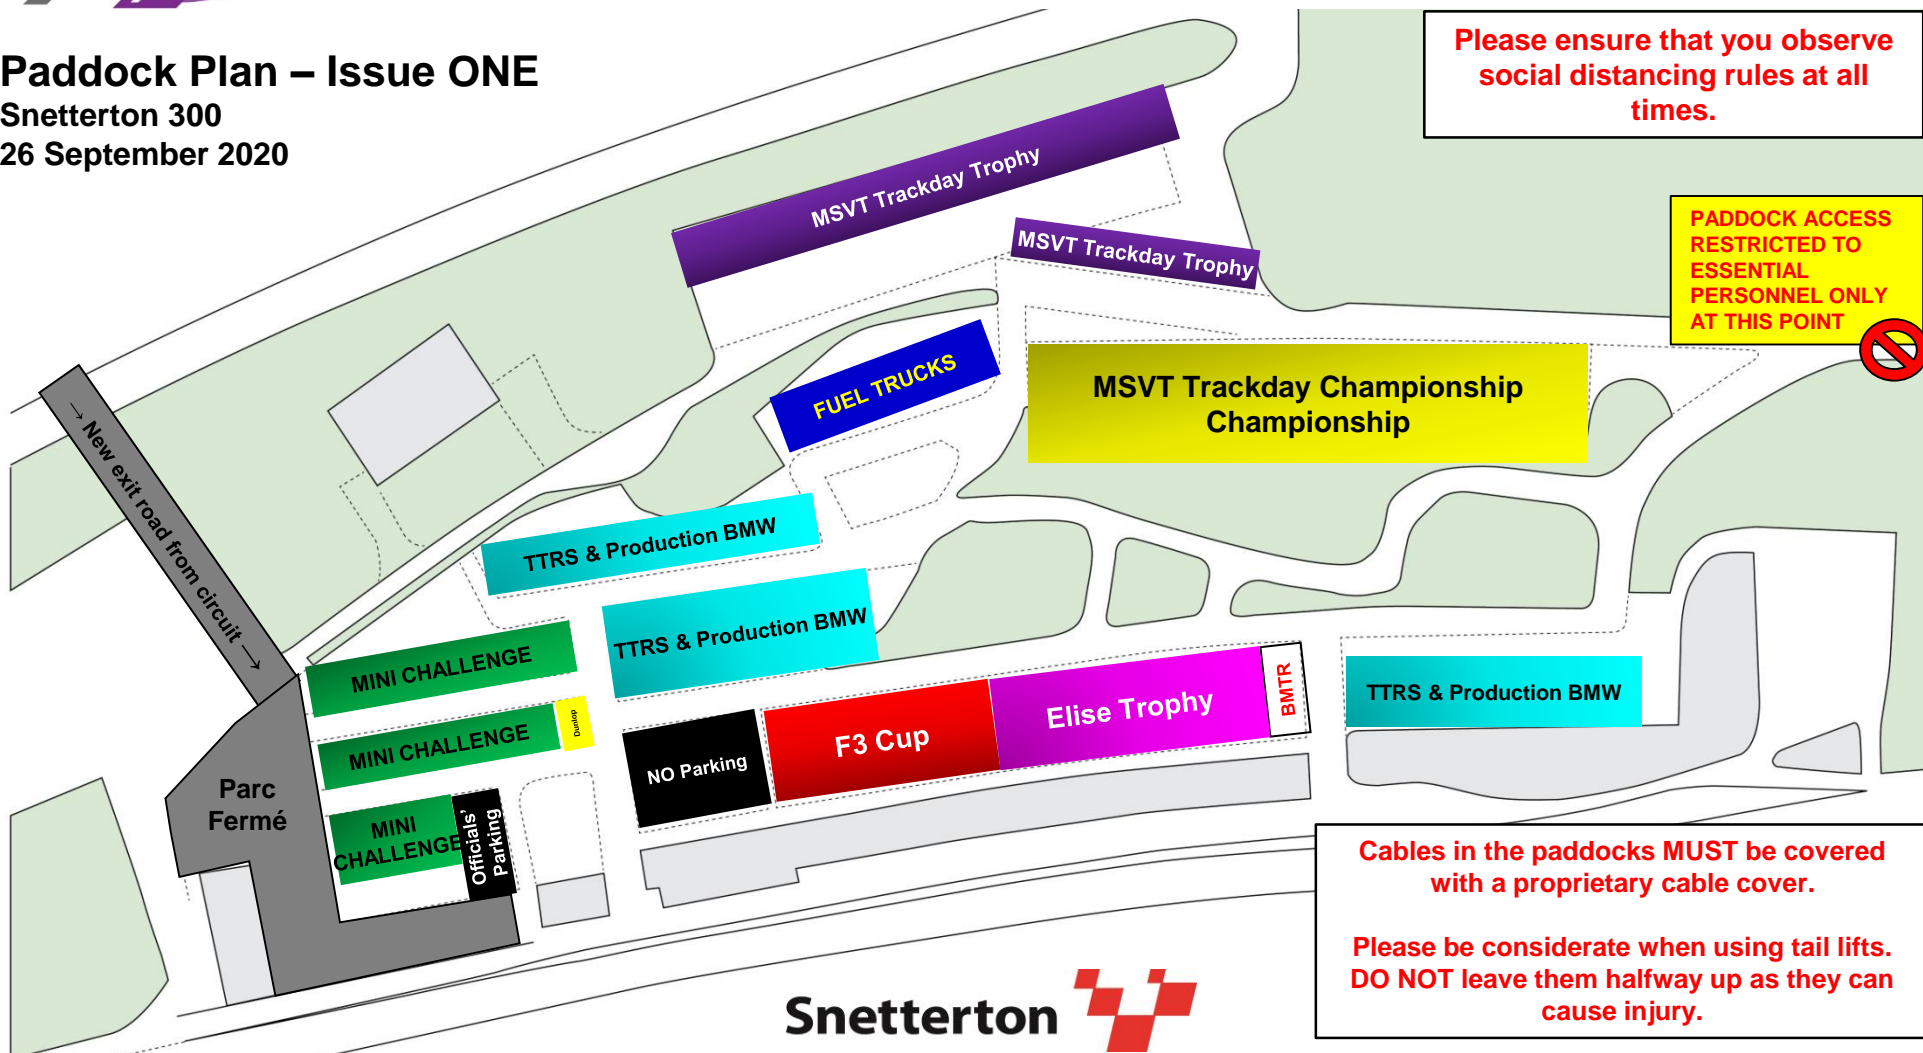 Paddock Plan – Issue ONE
Snetterton 300
26 September 2020
Please ensure that you observe
social distancing rules at all
times.
PADDOCK ACCESS
RESTRICTED TO
ESSENTIAL
PERSONNEL ONLY
AT THIS POINT
MSVT Trackday Trophy
MSVT Trackday Trophy
FUEL TRUCKS
MSVT Trackday Championship
Championship
→ New exit road from circuit →
TTRS & Production BMW
TTRS & Production BMW
TTRS & Production BMW
MINI CHALLENGE
MINI CHALLENGE
Dunlop
MINI
CHALLENGE
Officials'
Parking
Parc
Fermé
NO Parking
F3 Cup
Elise Trophy
BMTR
Cables in the paddocks MUST be covered
with a proprietary cable cover.
Please be considerate when using tail lifts.
DO NOT leave them halfway up as they can
cause injury.
Snetterton